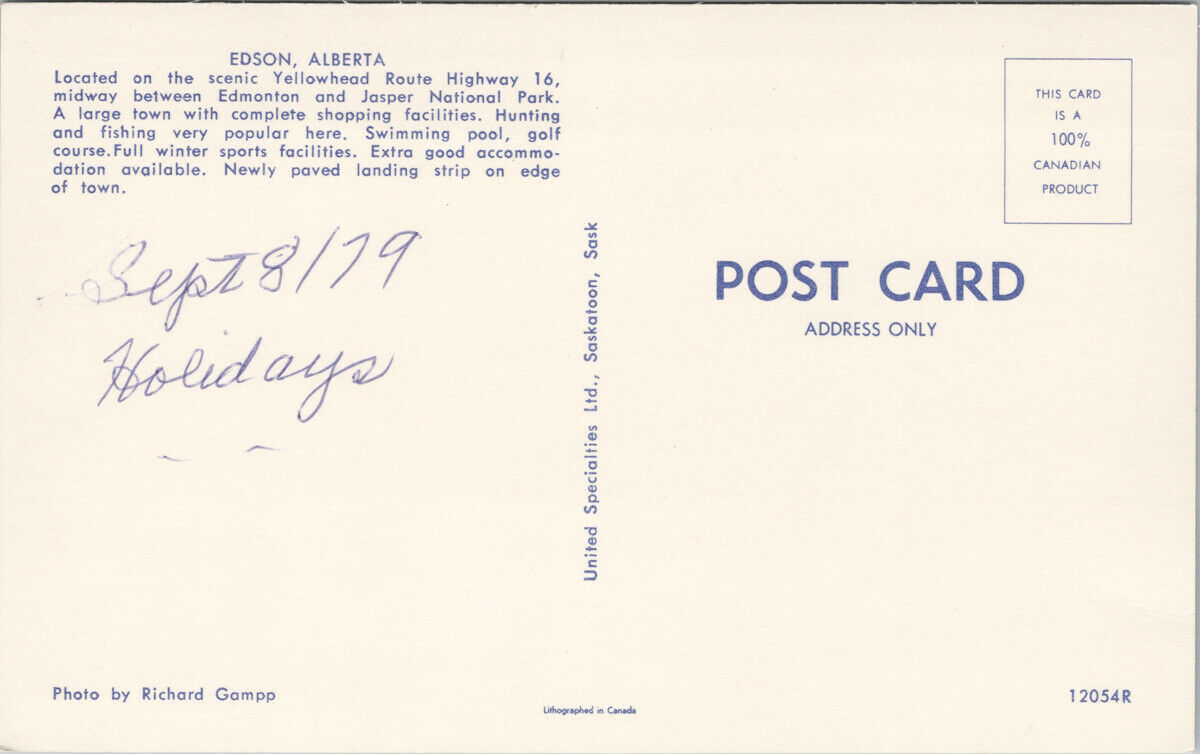 EDSON, ALBERTA
Located on the scenic Yellowhead Route Highway 16,
midway between Edmonton and Jasper National Park.
A large town with complete shopping facilities. Hunting
and fishing very popular here. Swimming pool, golf
course.Full winter sports facilities. Extra good accommo-
dation available. Newly paved landing strip on edge
of town.
Sept 8/79
Holidays
United Specialties Ltd., Saskatoon, Sask
THIS CARD
IS A
100%
CANADIAN
PRODUCT
POST CARD
ADDRESS ONLY
Photo by Richard Gampp
Lithographed in Canada
12054R